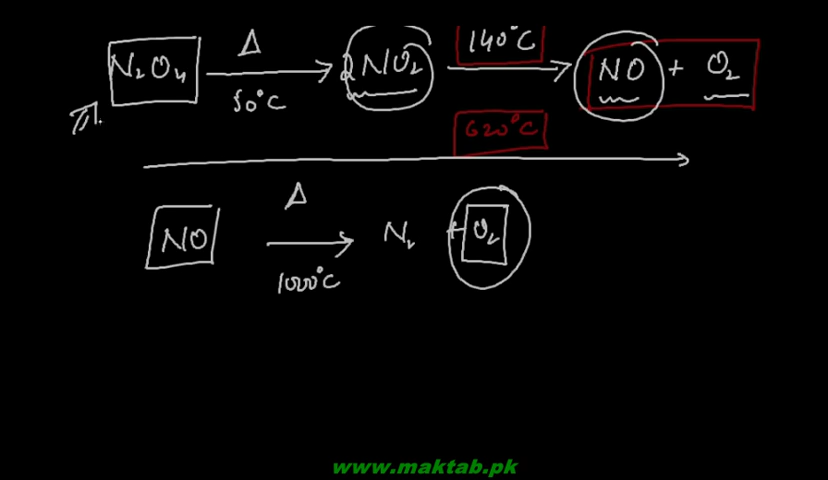 N₂O₄ Δ 50°C → 2NO₂ 140°C → NO + O₂
620°C →
NO Δ 1000°C → N₂ + O₂
www.maktab.pk